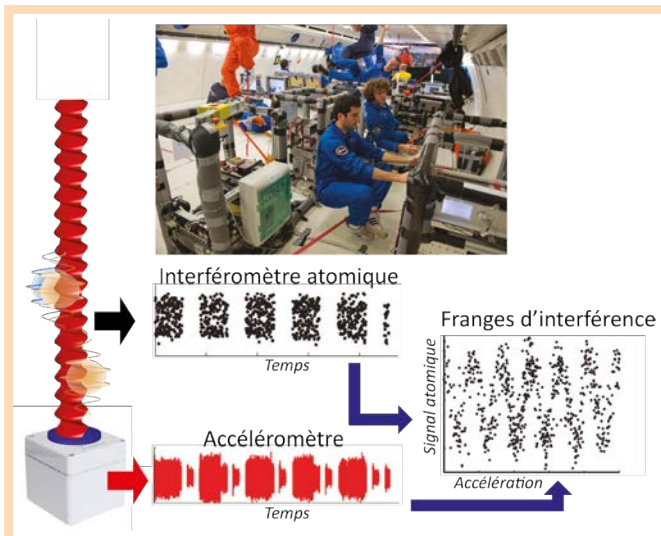 Interféromètre atomique
Temps
Accéléromètre
Temps
Franges d'interférence
Signal atomique
Accélération